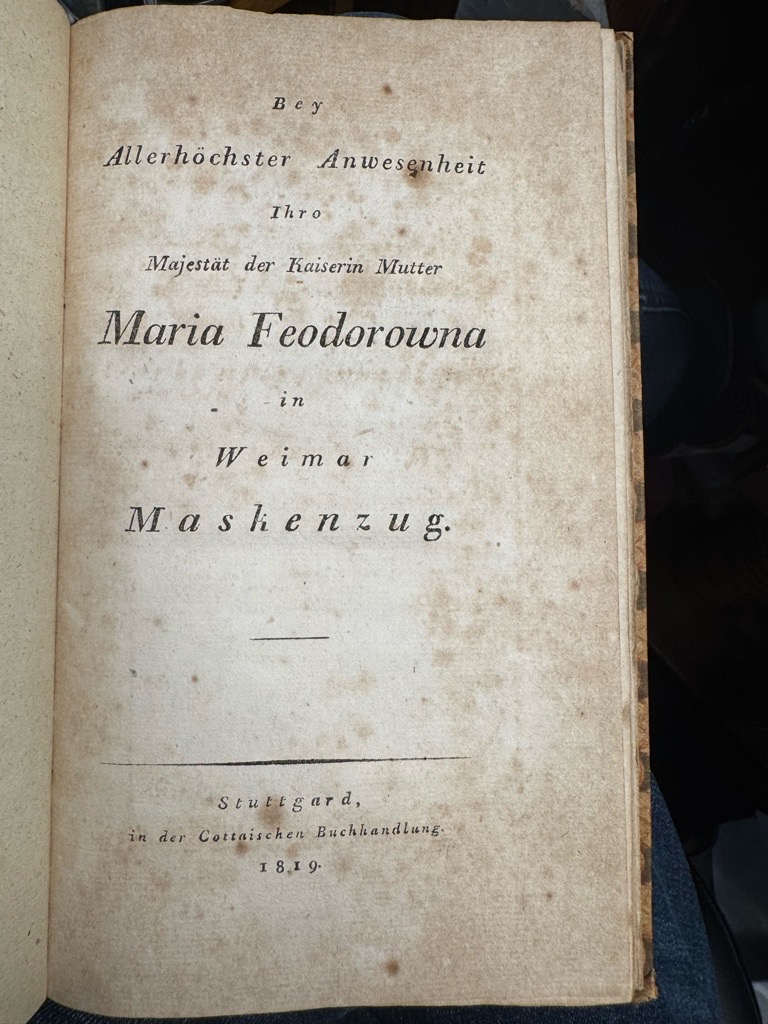 Bey
Allerhöchster Anwesenheit
Ihro
Majestät der Kaiserin Mutter
Maria Feodorowna
in
Weimar
Maskenzug.
Stuttgard,
in der Cottaischen Buchhandlung.
1819.